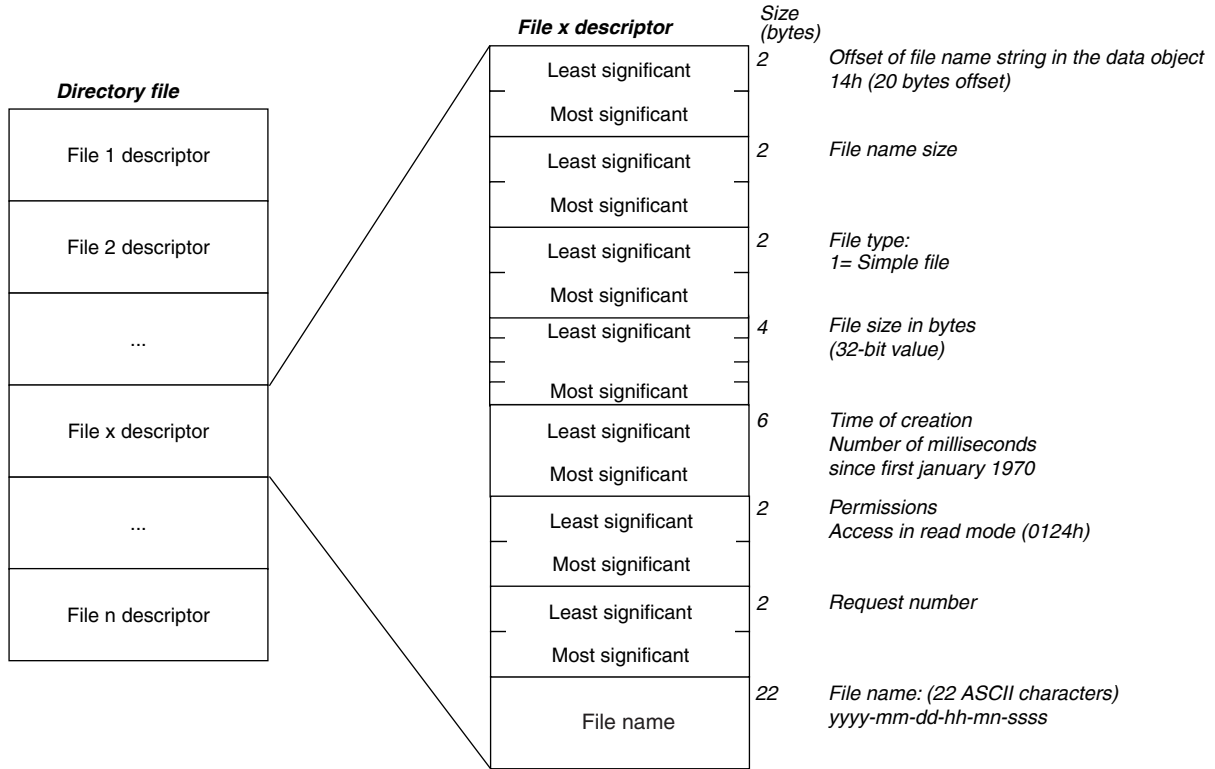 Directory file
File 1 descriptor
File 2 descriptor
...
File x descriptor
...
File n descriptor
File x descriptor
Size
(bytes)
Least significant
Most significant
2
Offset of file name string in the data object
14h (20 bytes offset)
Least significant
Most significant
2
File name size
Least significant
Most significant
2
File type:
1= Simple file
Least significant
Most significant
4
File size in bytes
(32-bit value)
Least significant
Most significant
6
Time of creation
Number of milliseconds
since first january 1970
Least significant
Most significant
2
Permissions
Access in read mode (0124h)
Least significant
Most significant
2
Request number
File name
22
File name: (22 ASCII characters)
yyyy-mm-dd-hh-mn-ssss